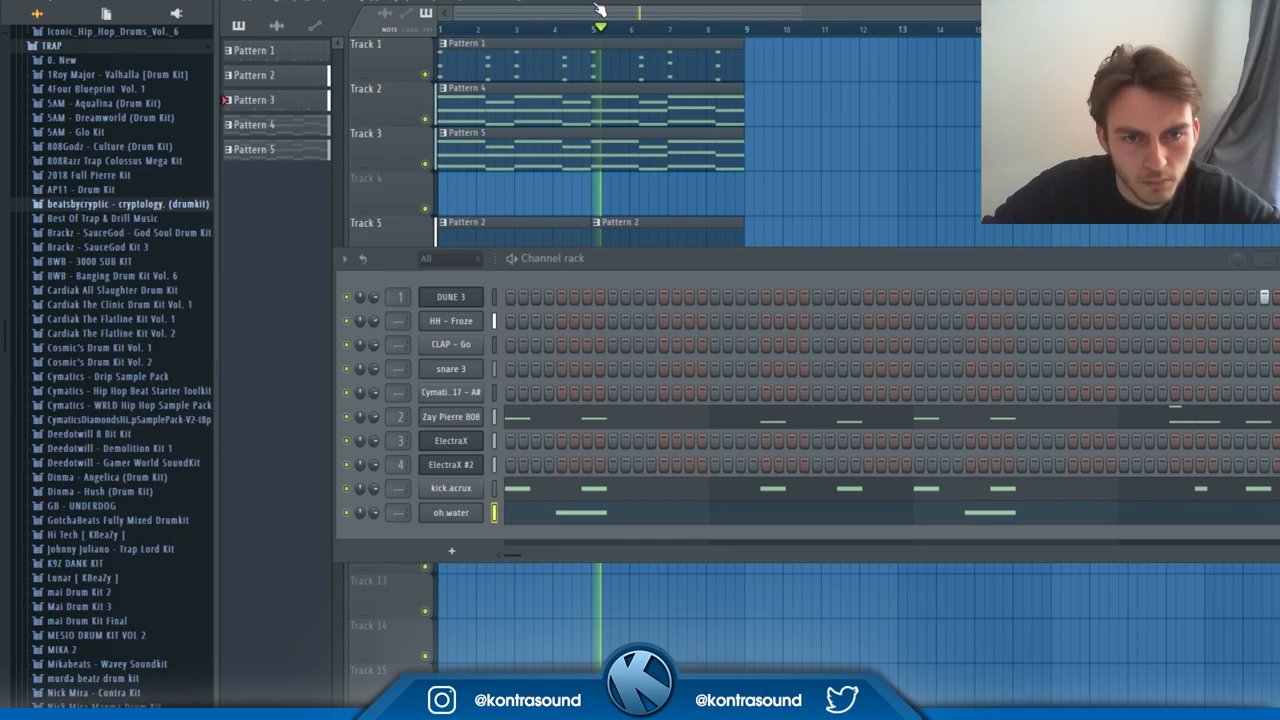 Iconic_Hip_Hop_Drums_Vol._6
TRAP
0. New
1Roy Major - Valhalla [Drum Kit]
4Four Blueprint Vol. 1
5AM - Aqualina (Drum Kit)
5AM - Dreamworld (Drum Kit)
5AM - Glo Kit
808Godz - Culture (Drum Kit)
808Razz Trap Colossus Mega Kit
2018 Full Pierre Kit
AP11 - Drum Kit
beatsbycryptic - cryptology. (drumkit)
Best Of Trap & Drill Music
Brackz - SauceGod - God Soul Drum Kit
Brackz - SauceGod Kit 3
BWB - 3000 SUB KIT
BWB - Banging Drum Kit Vol. 6
Cardiak All Slaughter Drum Kit
Cardiak The Clinic Drum Kit Vol. 1
Cardiak The Flatline Kit Vol. 1
Cardiak The Flatline Kit Vol. 2
Cosmic's Drum Kit Vol. 1
Cosmic's Drum Kit Vol. 2
Cymatics - Drip Sample Pack
Cymatics - Hip Hop Beat Starter Toolkit
Cymatics - WRLD Hip Hop Sample Pack
Deedotwill 8 Bit Kit
Deedotwill - Demolition Kit 1
Deedotwill - Gamer World SoundKit
Dinma - Angelica (Drum Kit)
Dinma - Hush (Drum Kit)
GB - UNDERDOG
GotchaBeats Fully Mixed Drumkit
Hi Tech [ KBeaZy ]
Johnny Juliano - Trap Lord Kit
K9Z DANK KIT
Lunar [ KBeaZy ]
mai Drum Kit 2
Mai Drum Kit 3
mai Drum Kit Final
MESIO DRUM KIT VOL 2
MIKA 2
Mikabeats - Wavey Soundkit
murda beatz drum kit
Nick Mira - Contra Kit
Pattern 1
Pattern 2
Pattern 3
Pattern 4
Pattern 5
NOTE CHAN PAT
1 2 3 4 5 6 7 8 9 10 11 12 13 14 15
Track 1
Pattern 1
Track 2
Pattern 4
Track 3
Pattern 5
Track 4
Track 5
Pattern 2
Pattern 2
All
Channel rack
1 DUNE 3
HH - Froze
CLAP - Go
snare 3
Cymati..17 - A#
2 Zay Pierre 808
3 ElectraX
4 ElectraX #2
kick.acrux
oh.water
+
Track 13
Track 14
Track 15
@kontrasound
K
@kontrasound